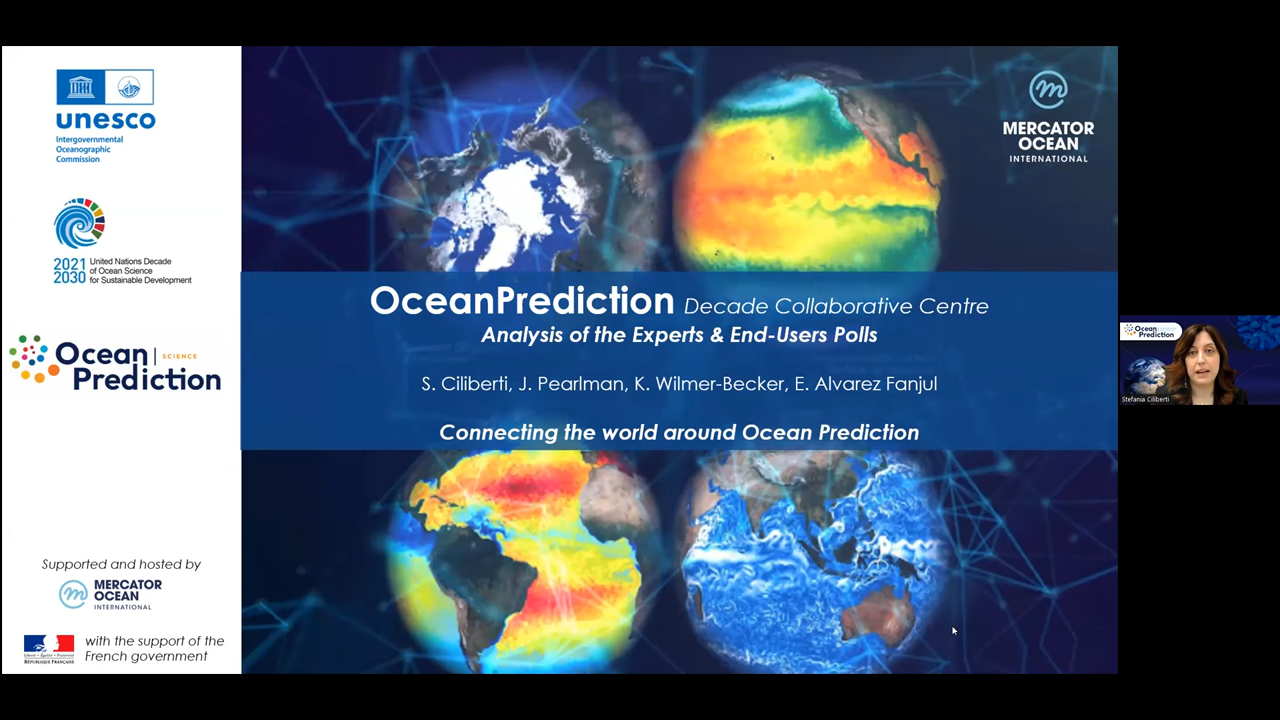 unesco
Intergovernmental
Oceanographic
Commission
2021
2030
United Nations Decade
of Ocean Science
for Sustainable Development
Ocean | SCIENCE
Prediction
Supported and hosted by
MERCATOR
OCEAN
INTERNATIONAL
RÉPUBLIQUE FRANÇAISE
with the support of the
French government
MERCATOR
OCEAN
INTERNATIONAL
OceanPrediction Decade Collaborative Centre
Analysis of the Experts & End-Users Polls
S. Ciliberti, J. Pearlman, K. Wilmer-Becker, E. Alvarez Fanjul
Connecting the world around Ocean Prediction
Ocean
Prediction
Stefania Ciliberti